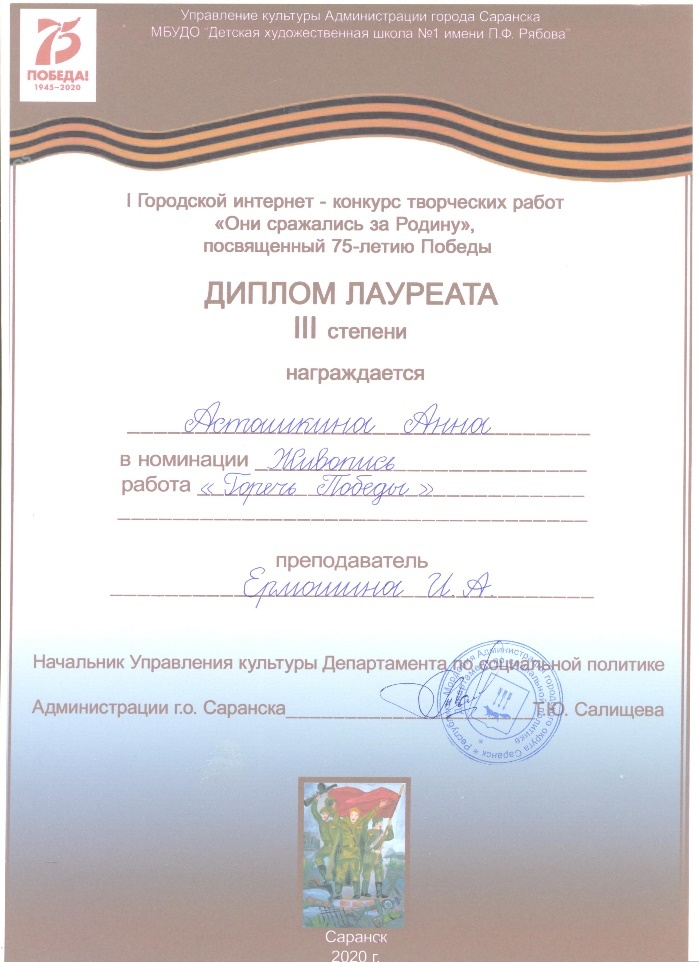 Управление культуры Администрации города Саранска
МБУДО "Детская художественная школа №1 имени П.Ф. Рябова"
75
ПОБЕДА!
1945–2020
I Городской интернет - конкурс творческих работ
«Они сражались за Родину»,
посвященный 75-летию Победы
ДИПЛОМ ЛАУРЕАТА
III степени
награждается
Асташкина Анна
в номинации Живопись
работа «Горечь Победы»
преподаватель
Ермошина И.А.
Начальник Управления культуры Департамента по социальной политике
Администрации г.о. Саранска Т.Ю. Салищева
Саранск
2020 г.